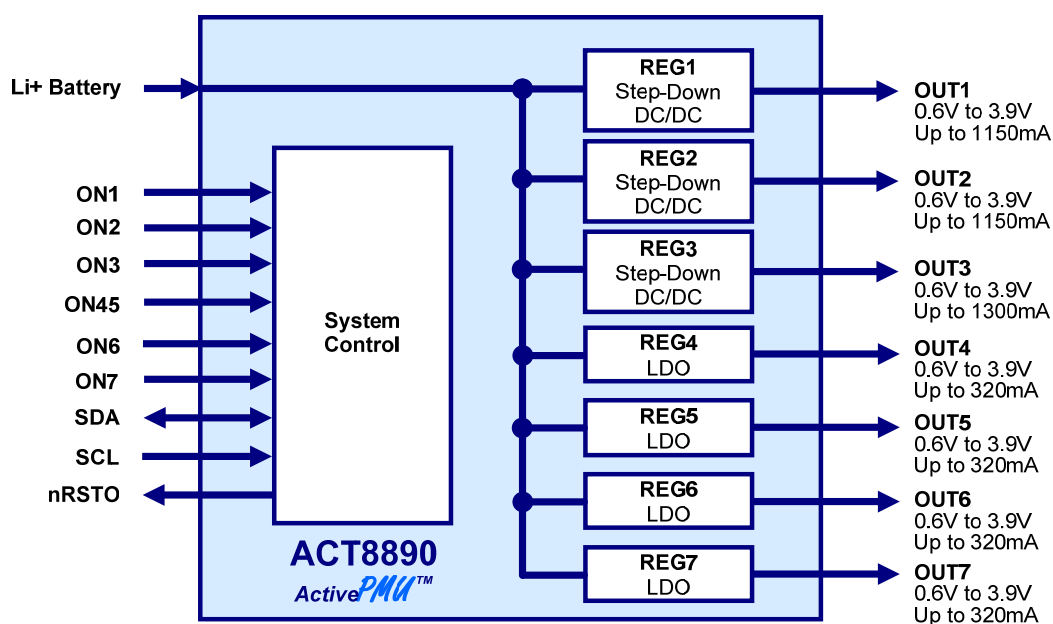 Li+ Battery
ON1
ON2
ON3
ON45
ON6
ON7
SDA
SCL
nRSTO
System
Control
ACT8890
ActivePMU™
REG1
Step-Down
DC/DC
REG2
Step-Down
DC/DC
REG3
Step-Down
DC/DC
REG4
LDO
REG5
LDO
REG6
LDO
REG7
LDO
OUT1
0.6V to 3.9V
Up to 1150mA
OUT2
0.6V to 3.9V
Up to 1150mA
OUT3
0.6V to 3.9V
Up to 1300mA
OUT4
0.6V to 3.9V
Up to 320mA
OUT5
0.6V to 3.9V
Up to 320mA
OUT6
0.6V to 3.9V
Up to 320mA
OUT7
0.6V to 3.9V
Up to 320mA